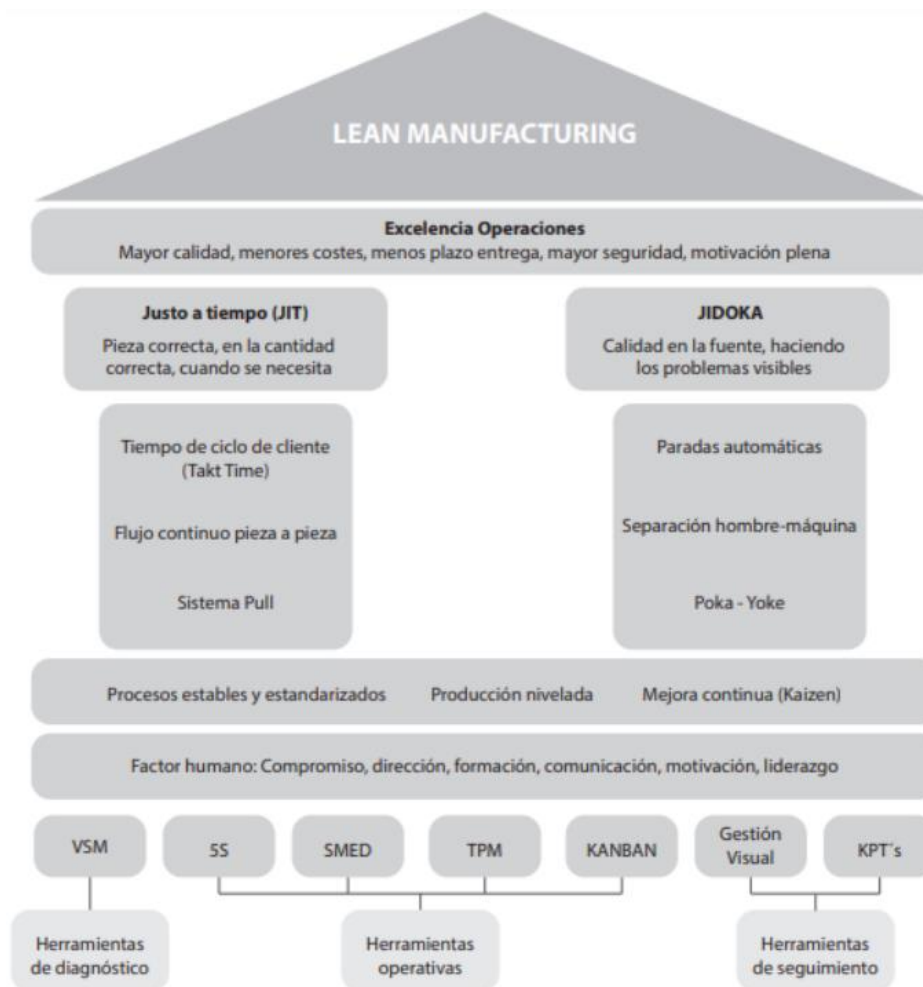 LEAN MANUFACTURING
Excelencia Operaciones
Mayor calidad, menores costes, menos plazo entrega, mayor seguridad, motivación plena
Justo a tiempo (JIT)
Pieza correcta, en la cantidad
correcta, cuando se necesita
JIDOKA
Calidad en la fuente, haciendo
los problemas visibles
Tiempo de ciclo de cliente
(Takt Time)
Flujo continuo pieza a pieza
Sistema Pull
Paradas automáticas
Separación hombre-máquina
Poka - Yoke
Procesos estables y estandarizados
Producción nivelada
Mejora continua (Kaizen)
Factor humano: Compromiso, dirección, formación, comunicación, motivación, liderazgo
VSM
5S
SMED
TPM
KANBAN
Gestión
Visual
KPT´s
Herramientas
de diagnóstico
Herramientas
operativas
Herramientas
de seguimiento